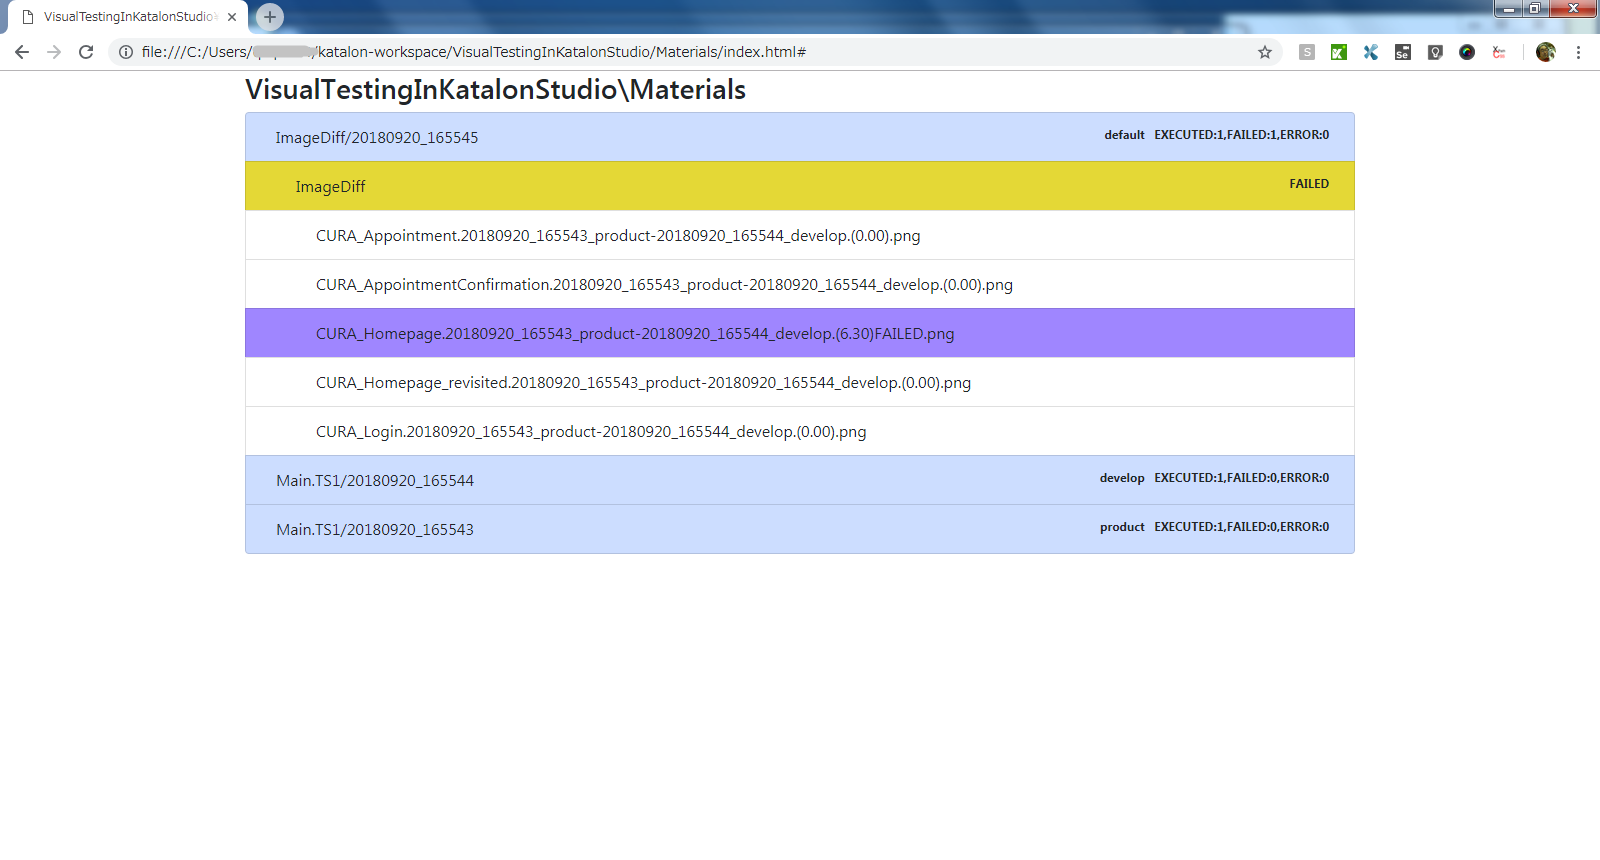 VisualTestingInKatalonStudio\
file:///C:/Users/ /katalon-workspace/VisualTestingInKatalonStudio/Materials/index.html#
VisualTestingInKatalonStudio\Materials
ImageDiff/20180920_165545 default EXECUTED:1,FAILED:1,ERROR:0
ImageDiff FAILED
CURA_Appointment.20180920_165543_product-20180920_165544_develop.(0.00).png
CURA_AppointmentConfirmation.20180920_165543_product-20180920_165544_develop.(0.00).png
CURA_Homepage.20180920_165543_product-20180920_165544_develop.(6.30)FAILED.png
CURA_Homepage_revisited.20180920_165543_product-20180920_165544_develop.(0.00).png
CURA_Login.20180920_165543_product-20180920_165544_develop.(0.00).png
Main.TS1/20180920_165544 develop EXECUTED:1,FAILED:0,ERROR:0
Main.TS1/20180920_165543 product EXECUTED:1,FAILED:0,ERROR:0